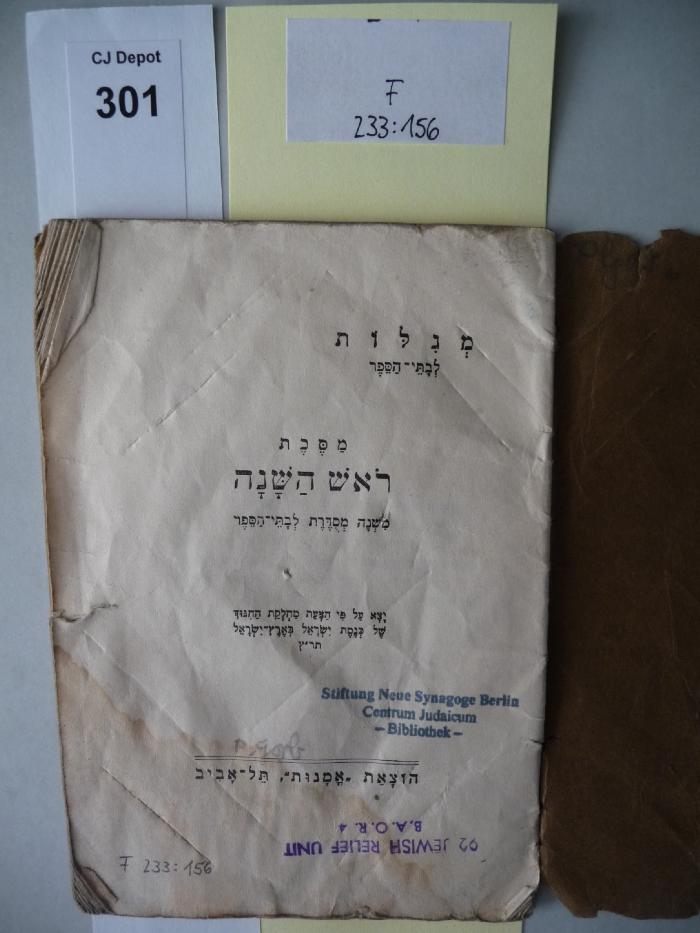 CJ Depot
301
F
233:156
מְגִלּוֹת
לְבָתֵּי־הַסֵּפֶר
מַסֶּכֶת
רֹאשׁ הַשָּׁנָה
מִשְׁנָה מְסֻדֶּרֶת לְבָתֵּי־הַסֵּפֶר
יָצָא עַל פִּי הַצָּעַת מַחְלֶקֶת הַחִנּוּךְ
שֶׁל כְּנֶסֶת יִשְׂרָאֵל בְּאֶרֶץ־יִשְׂרָאֵל
תר״ץ
Stiftung Neue Synagoge Berlin
Centrum Judaicum
– Bibliothek –
הוֹצָאַת „אָמָנוּת”, תֵּל־אָבִיב
92 JEWISH RELIEF UNIT
B.A.O.R. 4
F 233:156